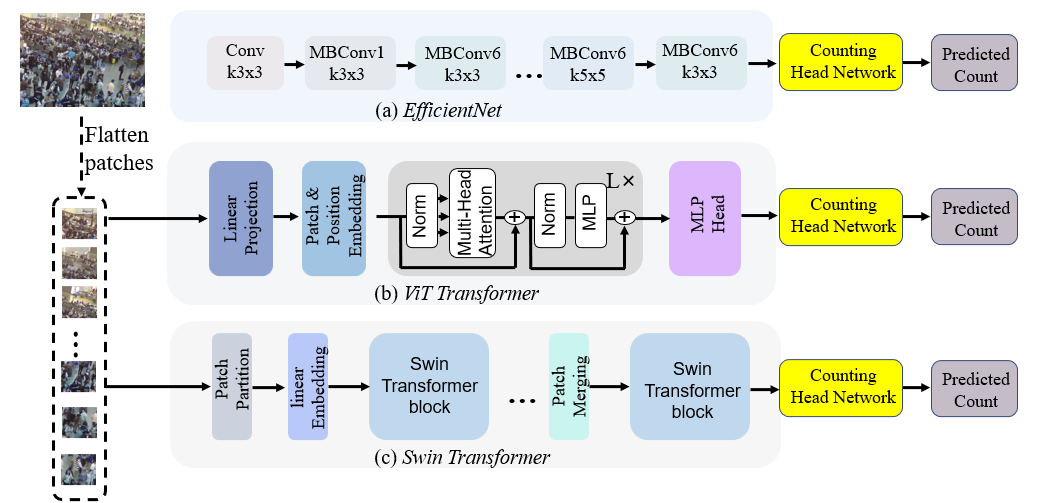 Conv
k3x3
MBConv1
k3x3
MBConv6
k3x3
...
MBConv6
k5x5
MBConv6
k3x3
Counting
Head Network
Predicted
Count
(a) EfficientNet
Flatten
patches
Linear
Projection
Patch &
Position
Embedding
Norm
Multi-Head
Attention
+
Norm
MLP
+
L×
MLP
Head
Counting
Head Network
Predicted
Count
(b) ViT Transformer
Patch
Partition
linear
Embedding
Swin
Transformer
block
...
Patch
Merging
Swin
Transformer
block
Counting
Head Network
Predicted
Count
(c) Swin Transformer